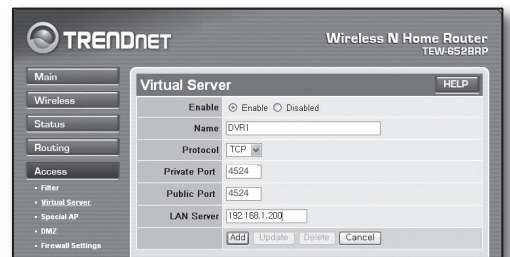 TRENDNET
Wireless N Home Router
TEW-652BRP
Main
Wireless
Status
Routing
Access
• Filter
• Virtual Server
• Special AP
• DMZ
• Firewall Settings
Virtual Server
HELP
Enable Enable Disabled
Name DVR1
Protocol TCP
Private Port 4524
Public Port 4524
LAN Server 192.168.1.200
Add Update Delete Cancel